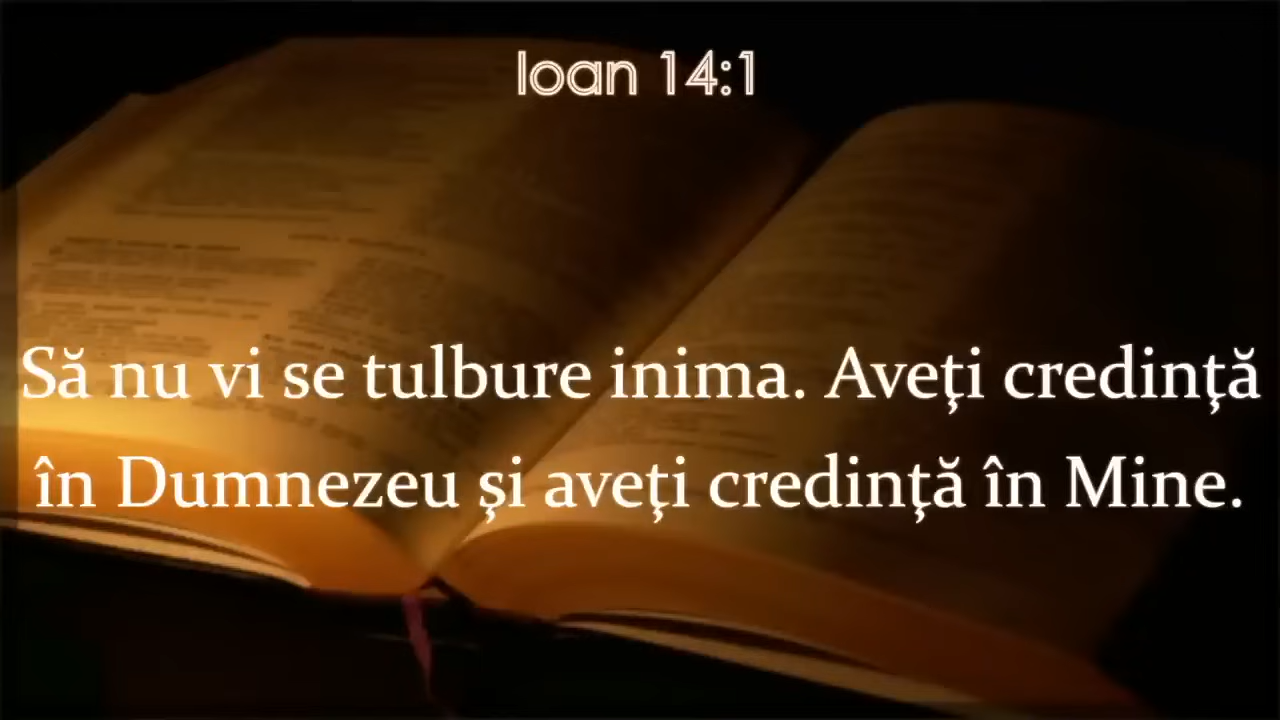 Ioan 14:1
Să nu vi se tulbure inima. Aveţi credinţă
în Dumnezeu şi aveţi credinţă în Mine.